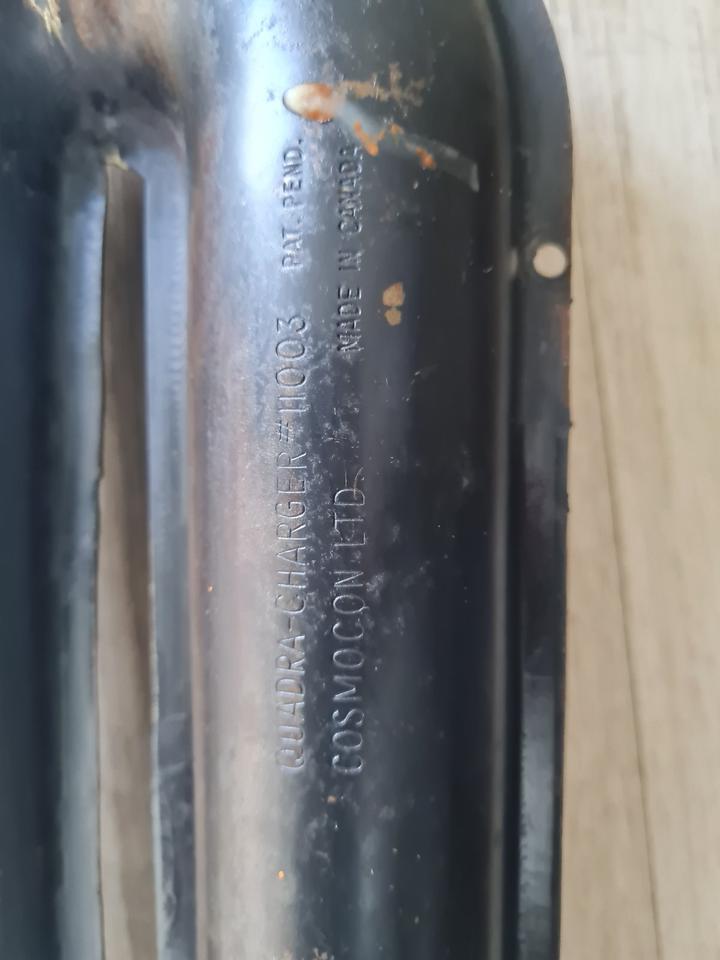 QUADRA-CHARGER #11003 PAT. PEND.
COSMOCON LTD. MADE IN CANADA